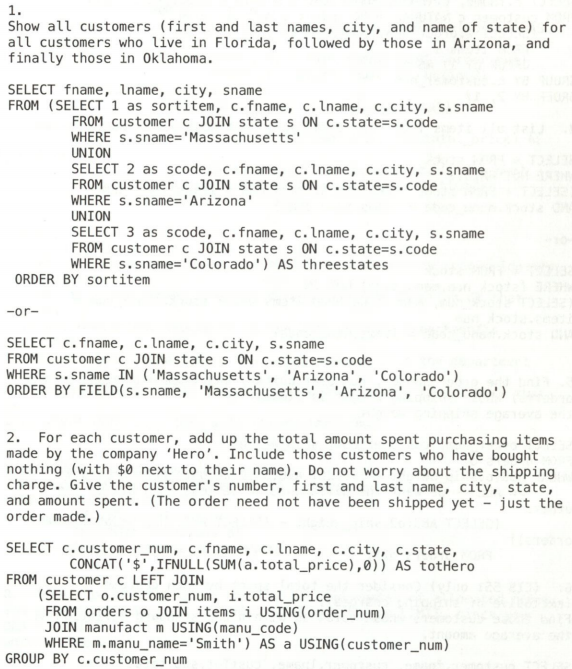 1.
Show all customers (first and last names, city, and name of state) for
all customers who live in Florida, followed by those in Arizona, and
finally those in Oklahoma.
SELECT fname, lname, city, sname
FROM (SELECT 1 as sortitem, c.fname, c.lname, c.city, s.sname
FROM customer c JOIN state s ON c.state=s.code
WHERE s.sname='Massachusetts'
UNION
SELECT 2 as scode, c.fname, c.lname, c.city, s.sname
FROM customer c JOIN state s ON c.state=s.code
WHERE s.sname='Arizona'
UNION
SELECT 3 as scode, c.fname, c.lname, c.city, s.sname
FROM customer c JOIN state s ON c.state=s.code
WHERE s.sname='Colorado') AS threestates
ORDER BY sortitem
-or-
SELECT c.fname, c.lname, c.city, s.sname
FROM customer c JOIN state s ON c.state=s.code
WHERE s.sname IN ('Massachusetts', 'Arizona', 'Colorado')
ORDER BY FIELD(s.sname, 'Massachusetts', 'Arizona', 'Colorado')
2. For each customer, add up the total amount spent purchasing items
made by the company 'Hero'. Include those customers who have bought
nothing (with $0 next to their name). Do not worry about the shipping
charge. Give the customer's number, first and last name, city, state,
and amount spent. (The order need not have been shipped yet – just the
order made.)
SELECT c.customer_num, c.fname, c.lname, c.city, c.state,
CONCAT('$',IFNULL(SUM(a.total_price),0)) AS totHero
FROM customer c LEFT JOIN
(SELECT o.customer_num, i.total_price
FROM orders o JOIN items i USING(order_num)
JOIN manufact m USING(manu_code)
WHERE m.manu_name='Smith') AS a USING(customer_num)
GROUP BY c.customer_num